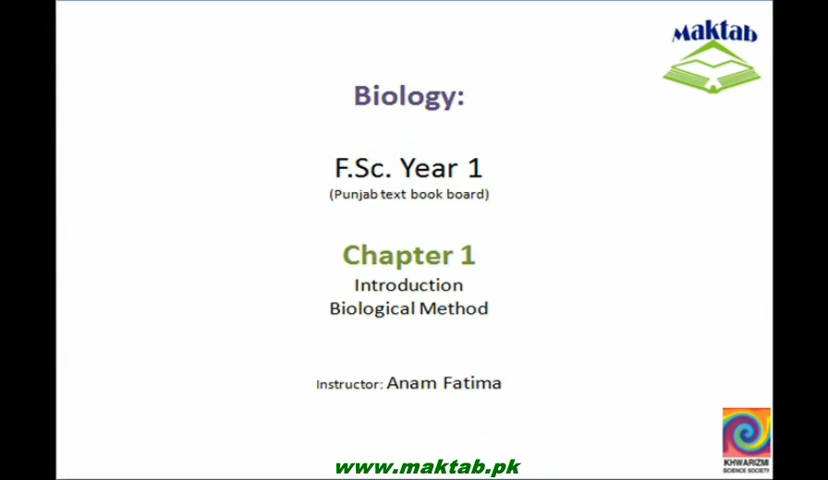 Maktab
Biology:
F.Sc. Year 1
(Punjab text book board)
Chapter 1
Introduction
Biological Method
Instructor: Anam Fatima
KHWARIZMI
SCIENCE SOCIETY
www.maktab.pk